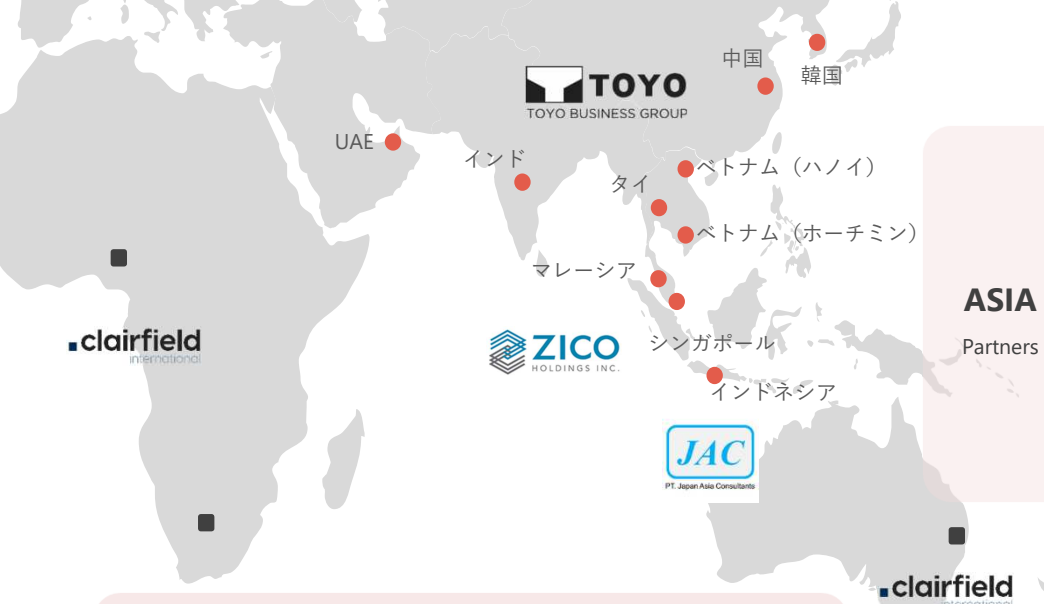 中国
韓国
TOYO
TOYO BUSINESS GROUP
UAE
インド
タイ
ベトナム（ハノイ）
ベトナム（ホーチミン）
マレーシア
ASIA
Partners
clairfield
international
ZICO
HOLDINGS INC.
シンガポール
インドネシア
JAC
PT. Japan Asia Consultants
clairfield
international